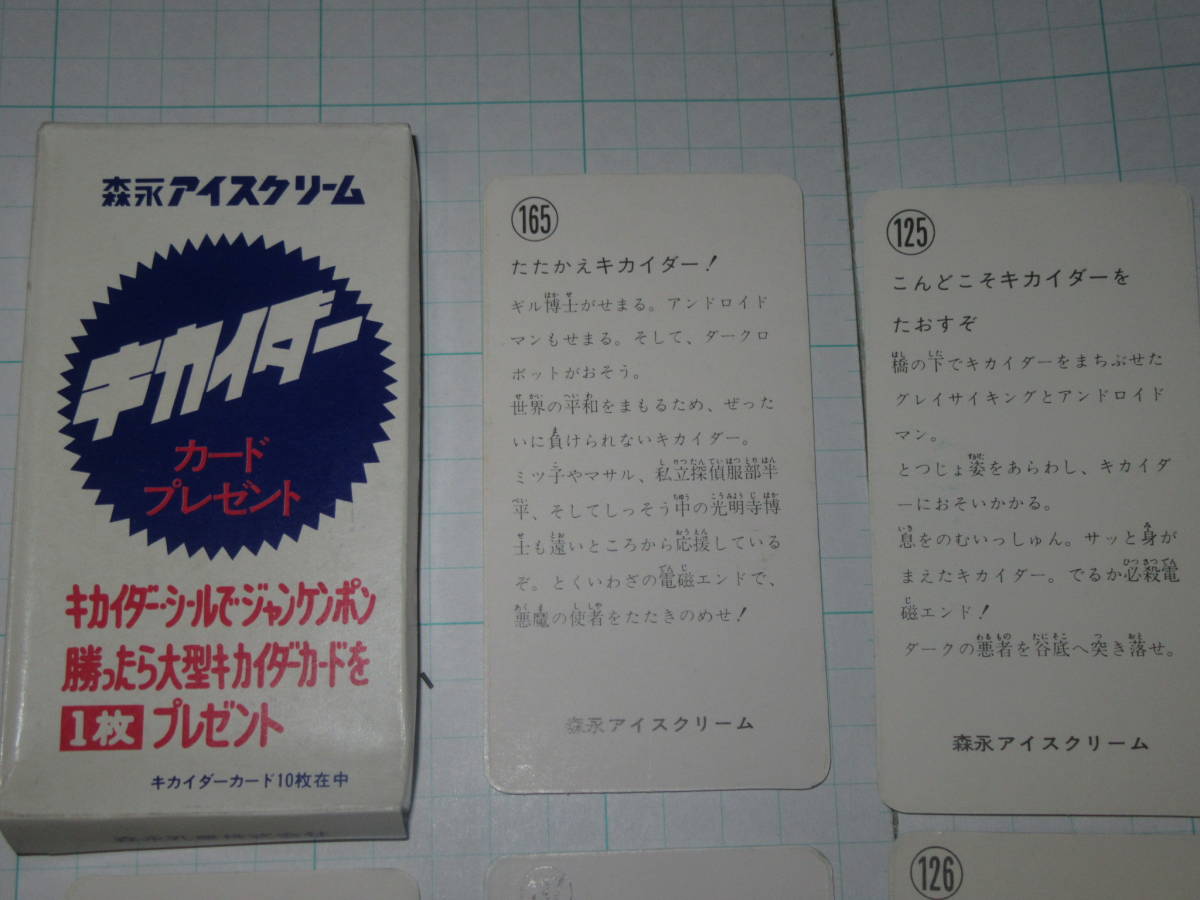 森永アイスクリーム
キカイダー
カード
プレゼント
キカイダー・シールでジャンケンポン
勝ったら大型キカイダーカードを
1枚プレゼント
キカイダーカード10枚在中
165
たたかえキカイダー!
ギル博士がせまる。アンドロイド
マンもせまる。そして、ダークロ
ボットがおそう。
世界の平和をまもるため、ぜった
いに負けられないキカイダー。
ミツ子やマサル、私立探偵服部半
平、そしてしっそう中の光明寺博
士も遠いところから応援している
ぞ。とくいわざの電磁エンドで、
悪魔の使者をたたきのめせ!
森永アイスクリーム
125
こんどこそキカイダーを
たおすぞ
橋の下でキカイダーをまちぶせた
グレイサイキングとアンドロイド
マン。
とつじょ姿をあらわし、キカイダ
ーにおそいかかる。
息をのむいっしゅん。サッと身が
まえたキカイダー。でるか必殺電
磁エンド!
ダークの悪者を谷底へ突き落せ。
森永アイスクリーム
126